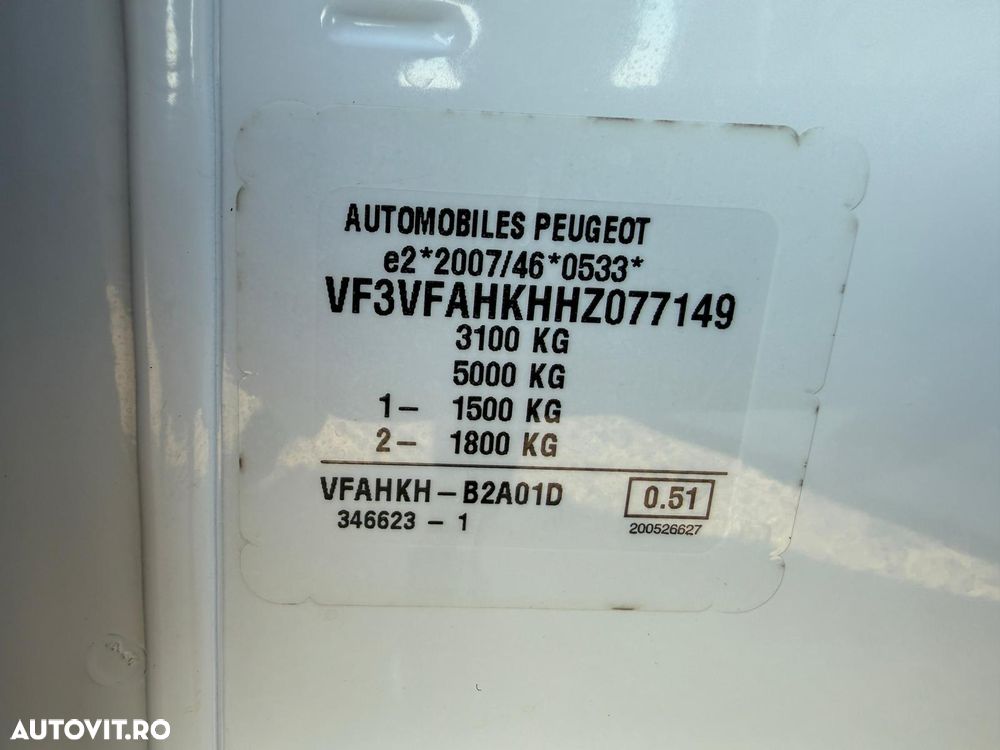 AUTOMOBILES PEUGEOT
e2*2007/46*0533*
VF3VFAHKHHZ077149
3100 KG
5000 KG
1- 1500 KG
2- 1800 KG
VFAHKH-B2A01D 0.51
346623-1 200526627
AUTOVIT.RO